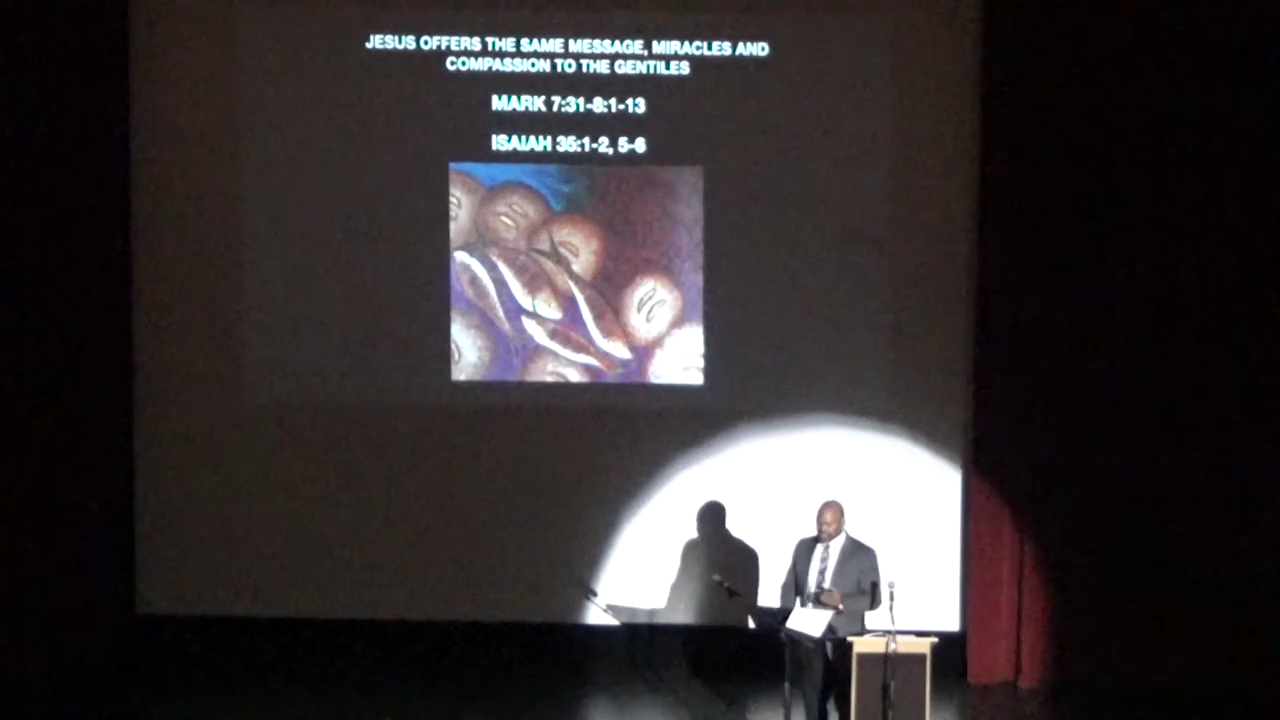 JESUS OFFERS THE SAME MESSAGE, MIRACLES AND
COMPASSION TO THE GENTILES
MARK 7:31-8:1-13
ISAIAH 35:1-2, 5-6